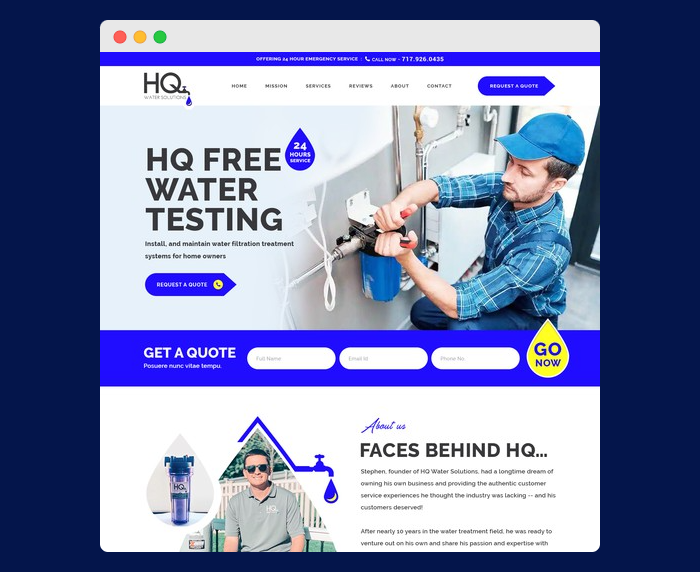 OFFERING 24 HOUR EMERGENCY SERVICE : CALL NOW - 717.926.0435
HQ
WATER SOLUTIONS
HOME MISSION SERVICES REVIEWS ABOUT CONTACT
REQUEST A QUOTE
24
HOURS
SERVICE
HQ FREE
WATER
TESTING
Install, and maintain water filtration treatment
systems for home owners
REQUEST A QUOTE
GET A QUOTE
Posuere nunc vitae tempu.
Full Name
Email Id
Phone No.
GO
NOW
About us
FACES BEHIND HQ...
Stephen, founder of HQ Water Solutions, had a longtime dream of
owning his own business and providing the authentic customer
service experiences he thought the industry was lacking -- and his
customers deserved!
After nearly 10 years in the water treatment field, he was ready to
venture out on his own and share his passion and expertise with
HQ
HQ